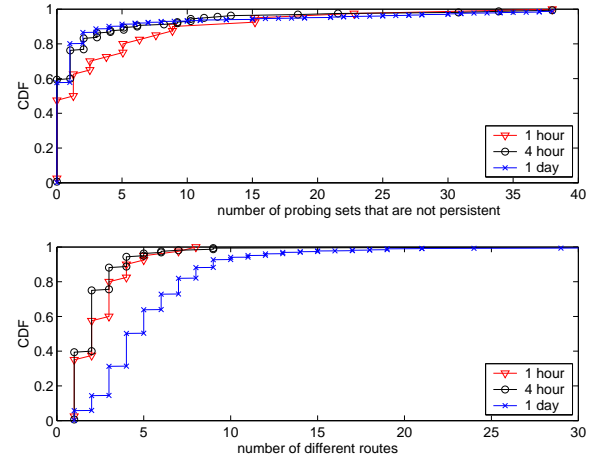 1
0.8
0.6
0.4
0.2
0
CDF
0 5 10 15 20 25 30 35 40
number of probing sets that are not persistent
1 hour
4 hour
1 day
1
0.8
0.6
0.4
0.2
0
CDF
0 5 10 15 20 25 30
number of different routes
1 hour
4 hour
1 day